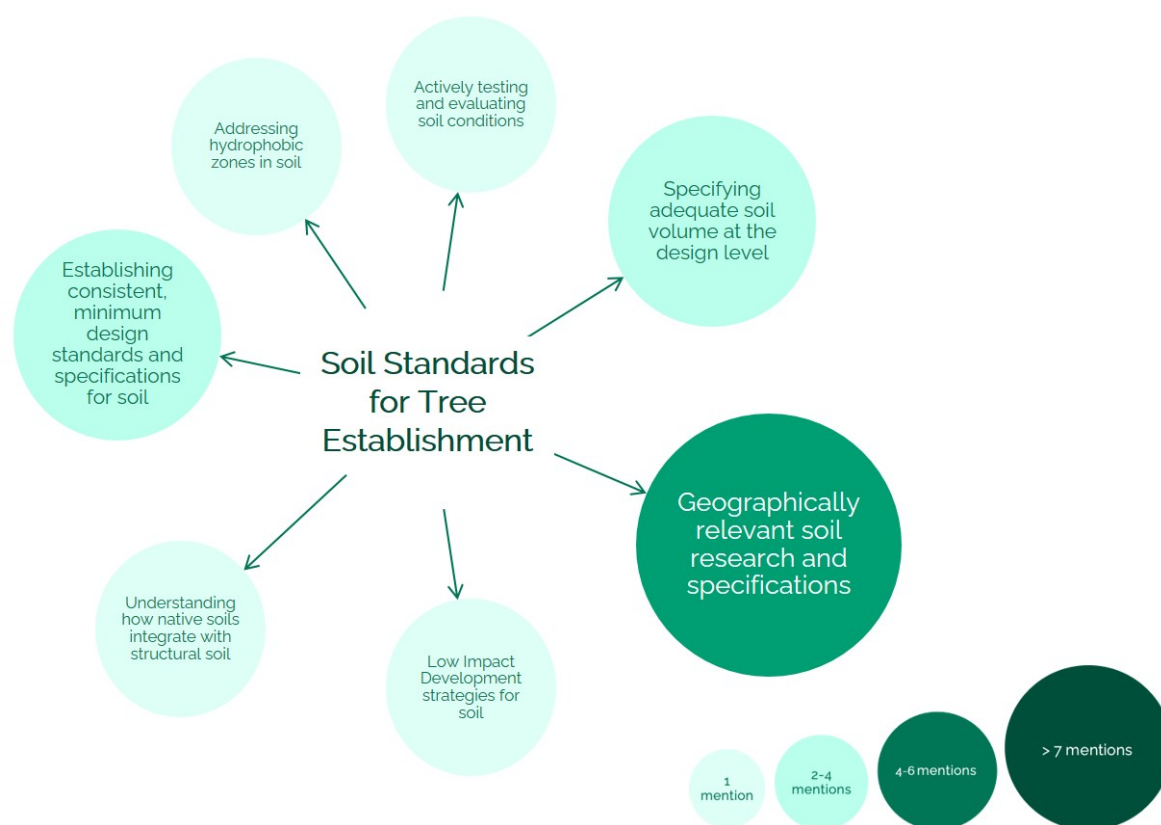 Actively testing
and evaluating
soil conditions
Addressing
hydrophobic
zones in soil
Specifying
adequate soil
volume at the
design level
Establishing
consistent,
minimum
design
standards and
specifications
for soil
Soil Standards
for Tree
Establishment
Geographically
relevant soil
research and
specifications
Understanding
how native soils
integrate with
structural soil
Low Impact
Development
strategies for
soil
1
mention
2-4
mentions
4-6 mentions
> 7 mentions